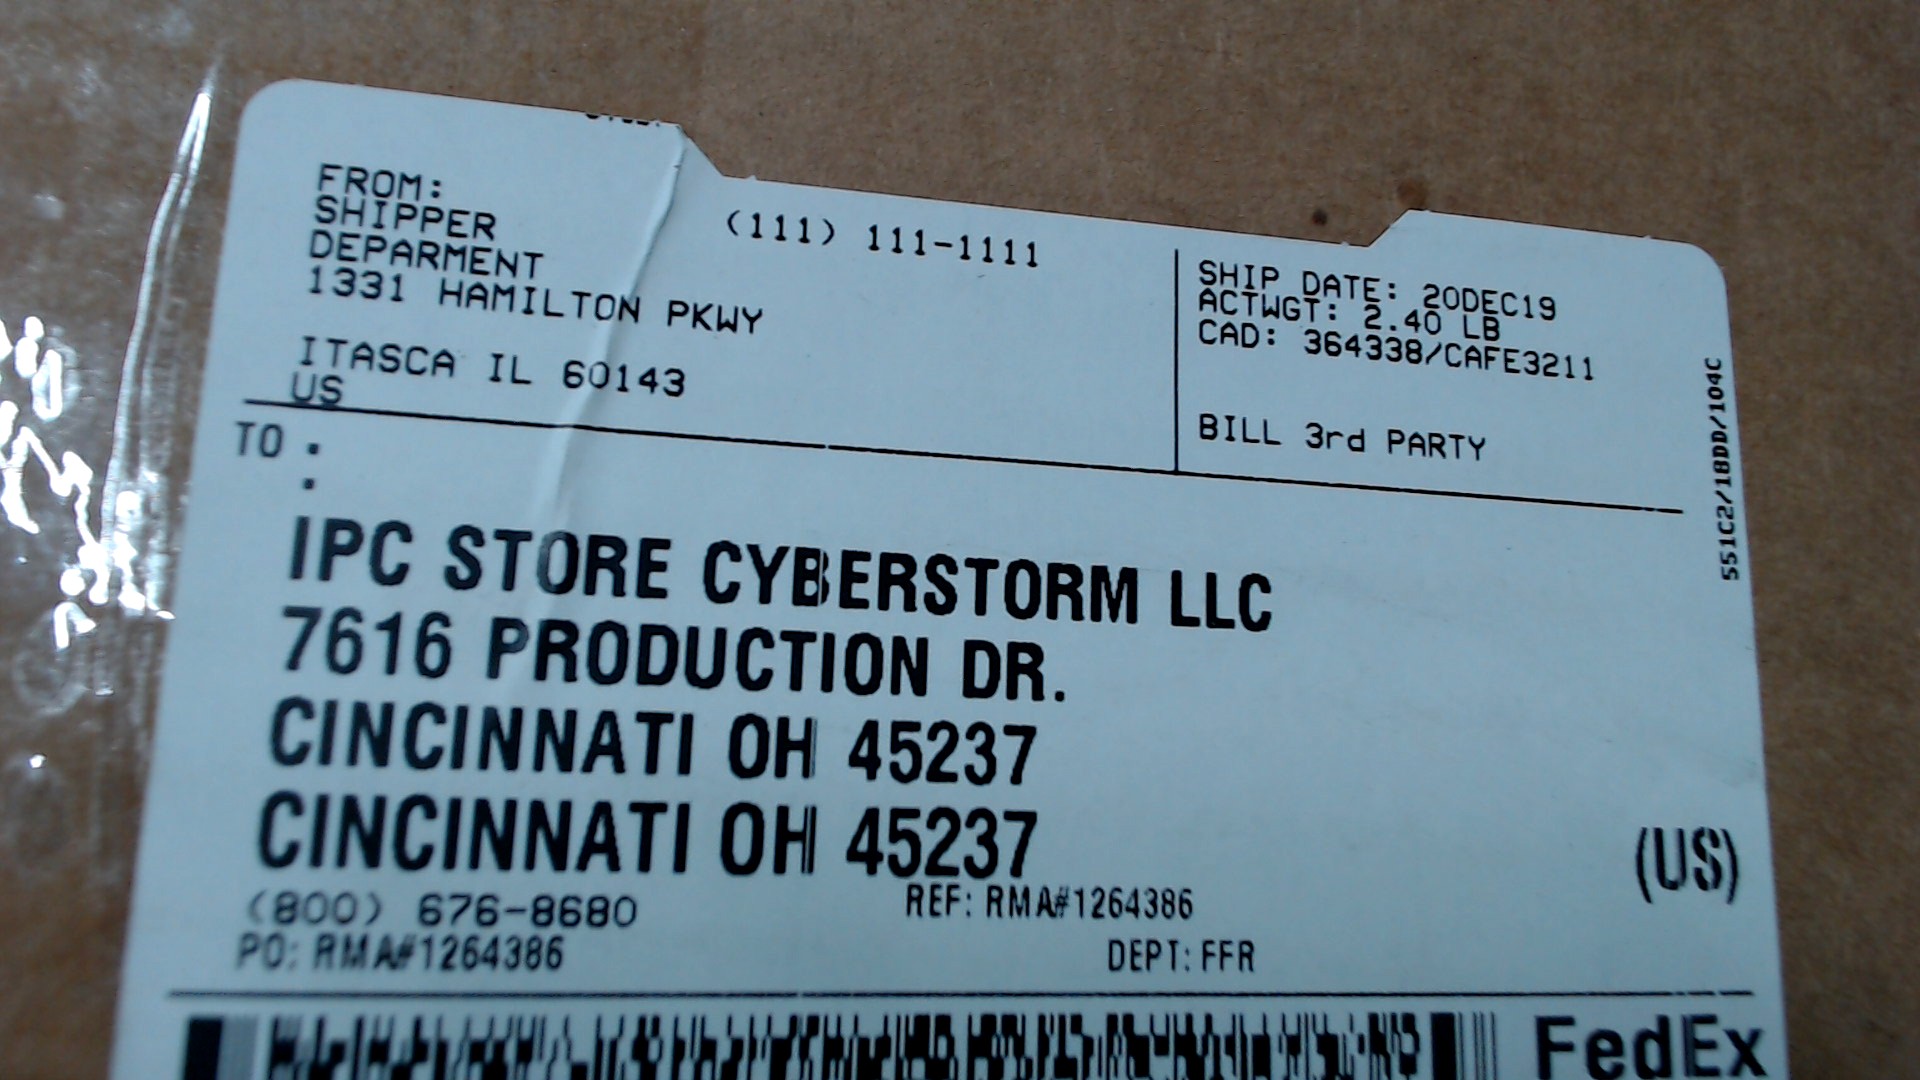 FROM:
SHIPPER
DEPARMENT
1331 HAMILTON PKWY
ITASCA IL 60143
US
(111) 111-1111
SHIP DATE: 20DEC19
ACTWGT: 2.40 LB
CAD: 364338/CAFE3211
BILL 3rd PARTY
551C2/18DD/104C
TO :
:
IPC STORE CYBERSTORM LLC
7616 PRODUCTION DR.
CINCINNATI OH 45237
CINCINNATI OH 45237
(US)
(800) 676-8680
REF: RMA#1264386
PO: RMA#1264386
DEPT: FFR
FedEx